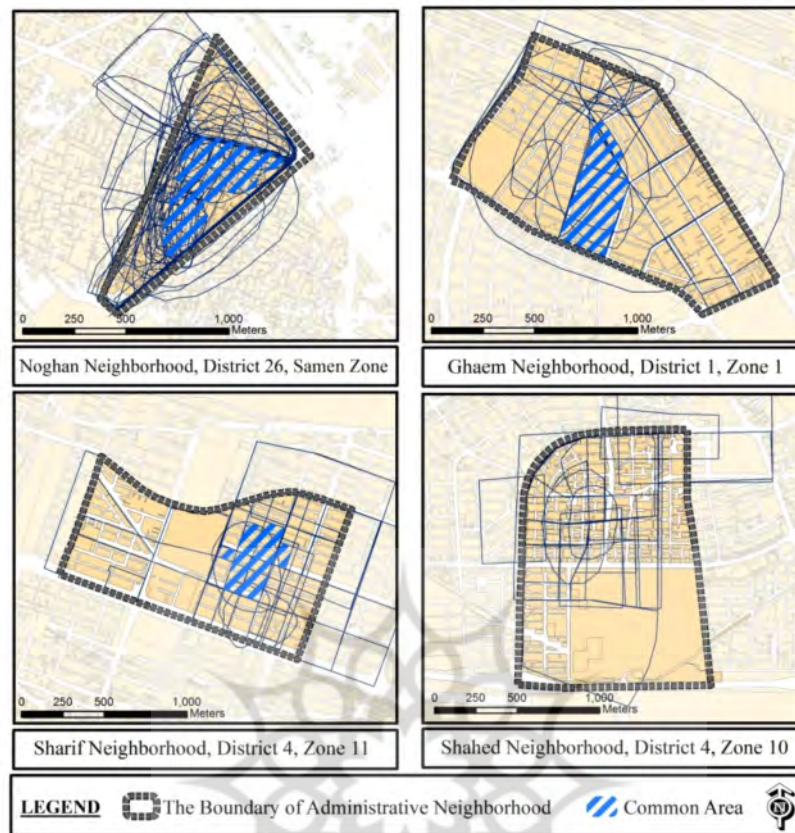 0 250 500 1,000
Meters
Noghan Neighborhood, District 26, Samen Zone
0 250 500 1,000
Meters
Ghaem Neighborhood, District 1, Zone 1
0 250 500 1,000
Meters
Sharif Neighborhood, District 4, Zone 11
0 250 500 1,000
Meters
Shahed Neighborhood, District 4, Zone 10
LEGEND The Boundary of Administrative Neighborhood Common Area N